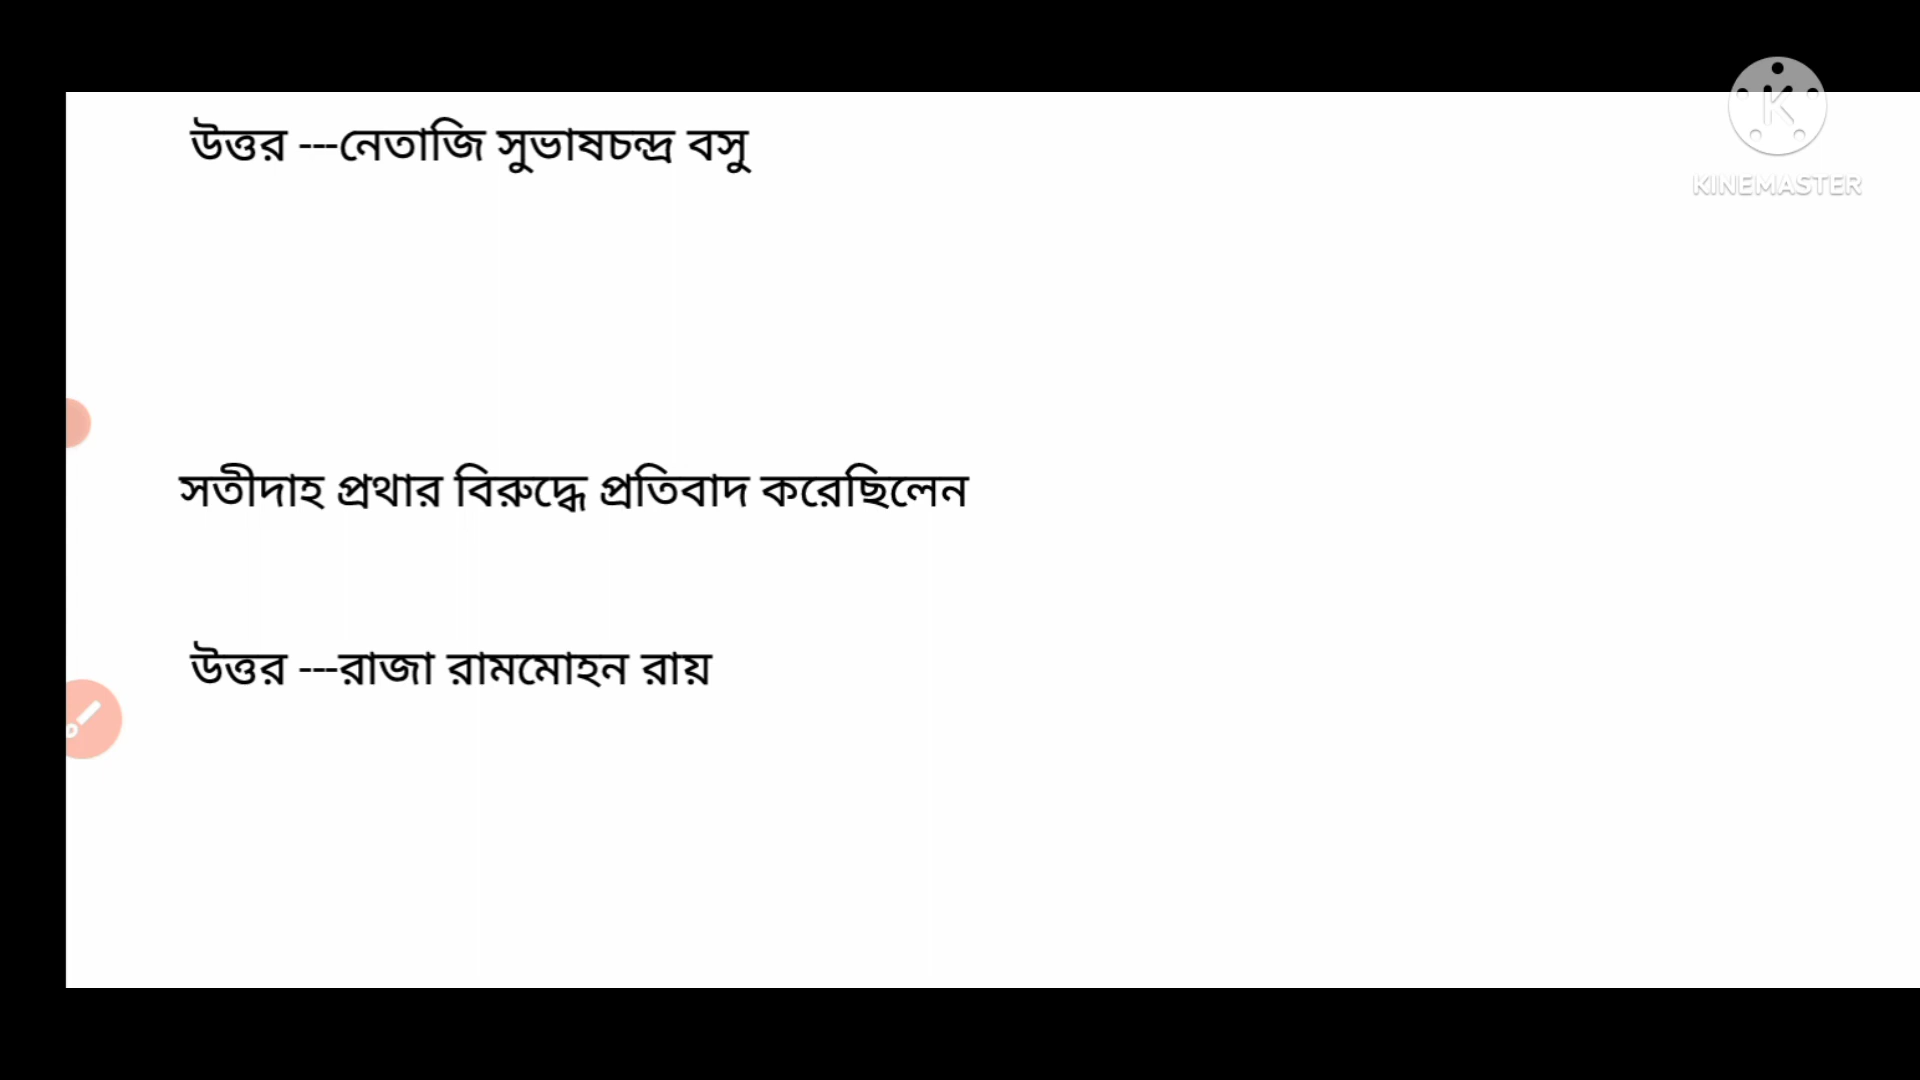 উত্তর ---নেতাজি সুভাষচন্দ্র বসু
K
KINEMASTER
সতীদাহ প্রথার বিরুদ্ধে প্রতিবাদ করেছিলেন
উত্তর ---রাজা রামমোহন রায়